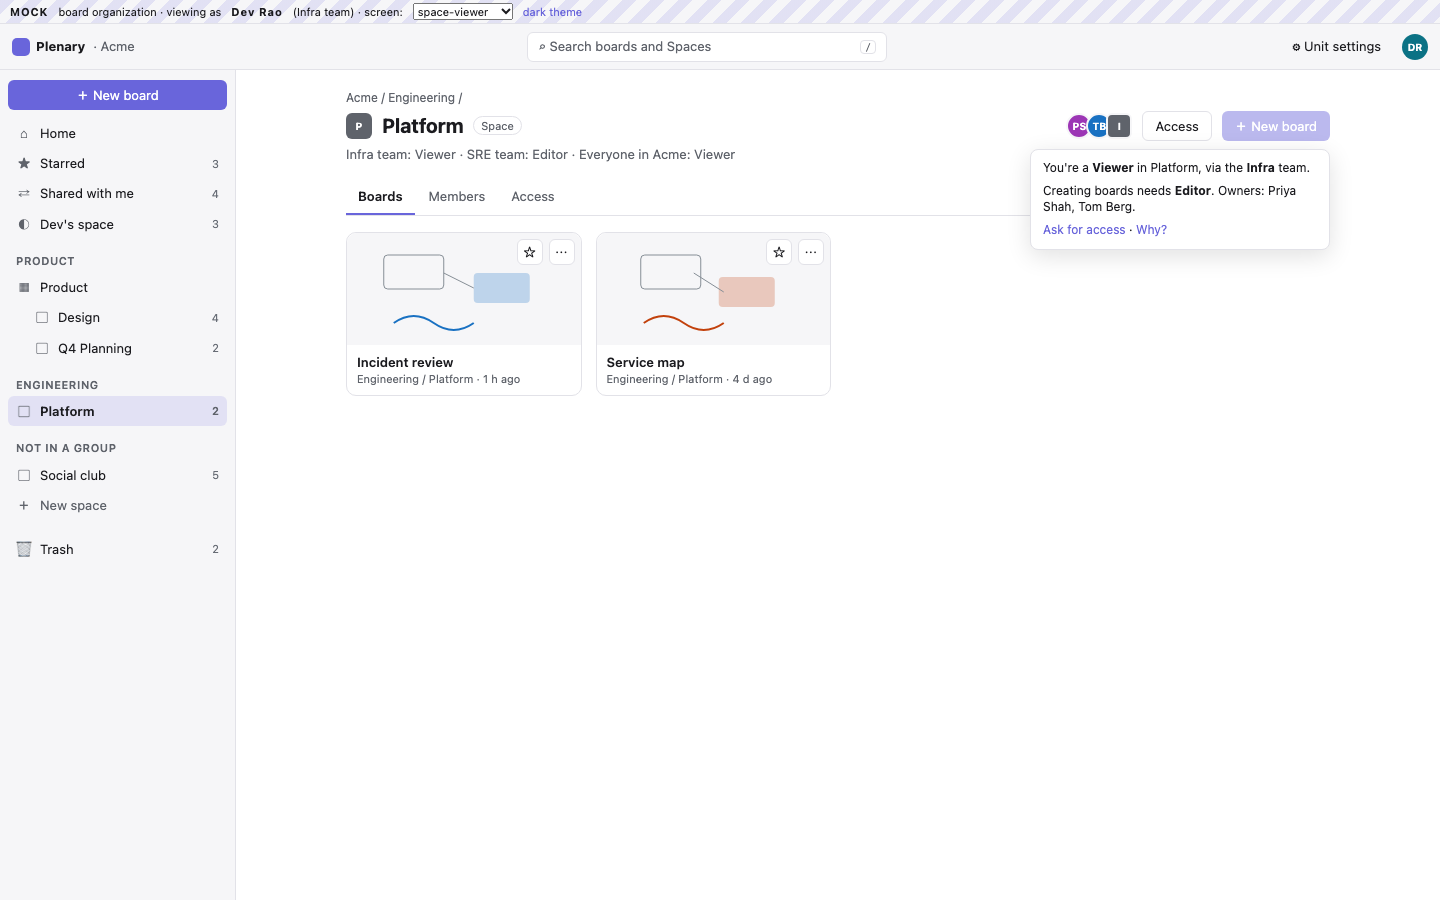 MOCK board organization · viewing as Dev Rao (Infra team) · screen: space-viewer dark theme
Plenary · Acme
Search boards and Spaces /
Unit settings
DR
+ New board
Home
Starred 3
Shared with me 4
Dev's space 3
PRODUCT
Product
Design 4
Q4 Planning 2
ENGINEERING
Platform 2
NOT IN A GROUP
Social club 5
+ New space
Trash 2
Acme / Engineering /
P Platform Space
PS TB I Access + New board
Infra team: Viewer · SRE team: Editor · Everyone in Acme: Viewer
You're a Viewer in Platform, via the Infra team.
Creating boards needs Editor. Owners: Priya
Shah, Tom Berg.
Ask for access · Why?
Boards Members Access
Incident review
Engineering / Platform · 1 h ago
Service map
Engineering / Platform · 4 d ago